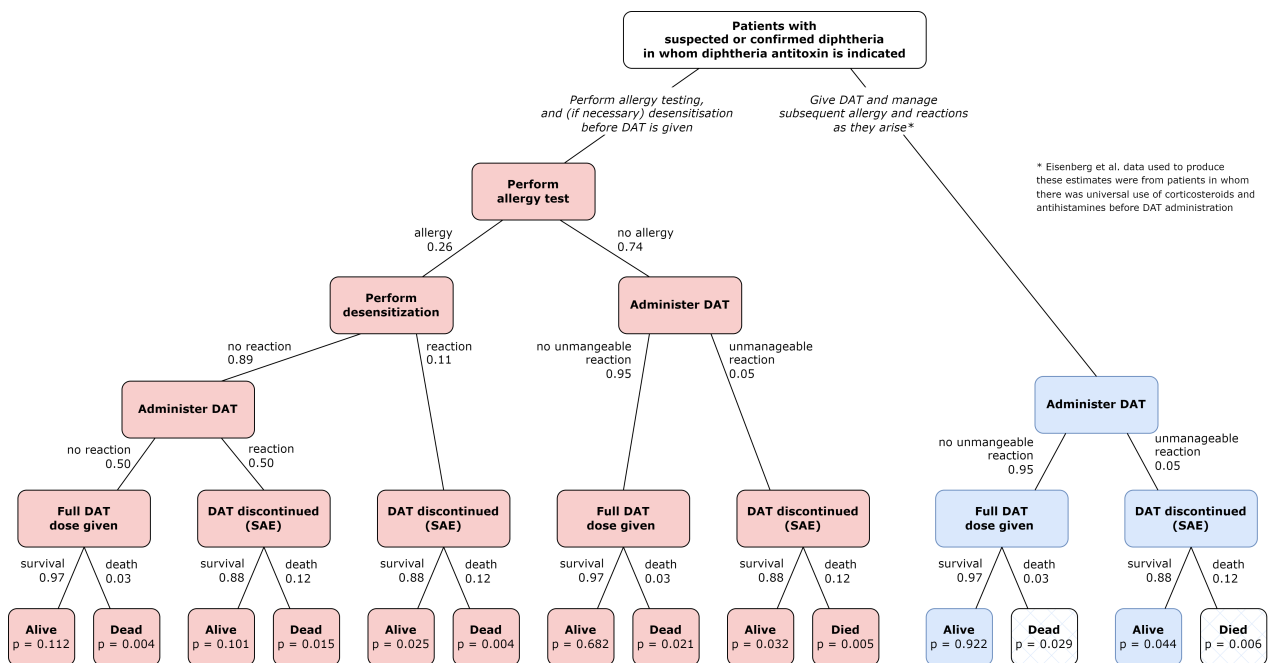 Patients with
suspected or confirmed diphtheria
in whom diphtheria antitoxin is indicated
Perform allergy testing,
and (if necessary) desensitisation
before DAT is given
Give DAT and manage
subsequent allergy and reactions
as they arise*
* Eisenberg et al. data used to produce
these estimates were from patients in whom
there was universal use of corticosteroids and
antihistamines before DAT administration
Perform
allergy test
allergy
0.26
no allergy
0.74
Perform
desensitization
Administer DAT
no reaction
0.89
reaction
0.11
no unmangeable
reaction
0.95
unmanageable
reaction
0.05
Administer DAT
Administer DAT
no reaction
0.50
reaction
0.50
no unmangeable
reaction
0.95
unmanageable
reaction
0.05
Full DAT
dose given
DAT discontinued
(SAE)
DAT discontinued
(SAE)
Full DAT
dose given
DAT discontinued
(SAE)
Full DAT
dose given
DAT discontinued
(SAE)
survival
0.97
death
0.03
survival
0.88
death
0.12
survival
0.88
death
0.12
survival
0.97
death
0.03
survival
0.88
death
0.12
survival
0.97
death
0.03
survival
0.88
death
0.12
Alive
p = 0.112
Dead
p = 0.004
Alive
p = 0.101
Dead
p = 0.015
Alive
p = 0.025
Dead
p = 0.004
Alive
p = 0.682
Dead
p = 0.021
Alive
p = 0.032
Died
p = 0.005
Alive
p = 0.922
Dead
p = 0.029
Alive
p = 0.044
Died
p = 0.006